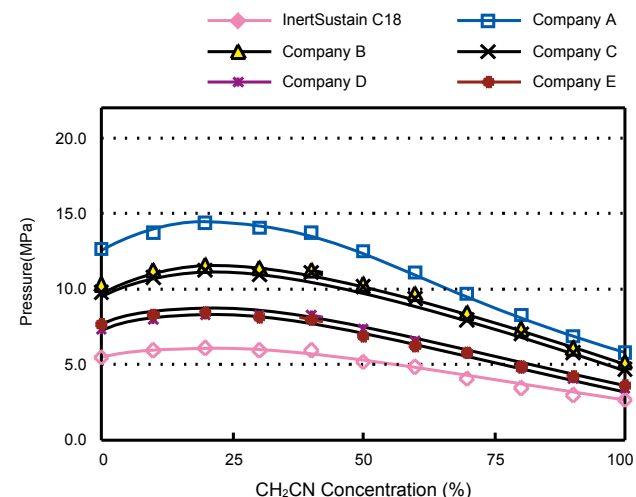 InertSustain C18 Company A
Company B Company C
Company D Company E
20.0
15.0
10.0
5.0
0.0
Pressure(MPa)
0 25 50 75 100
CH₂CN Concentration (%)